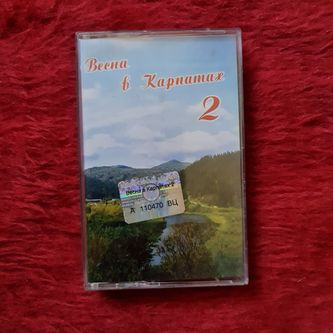 Весна
в Карпатах
2
Весна в Карпатах 2
А 110470 ВЦ